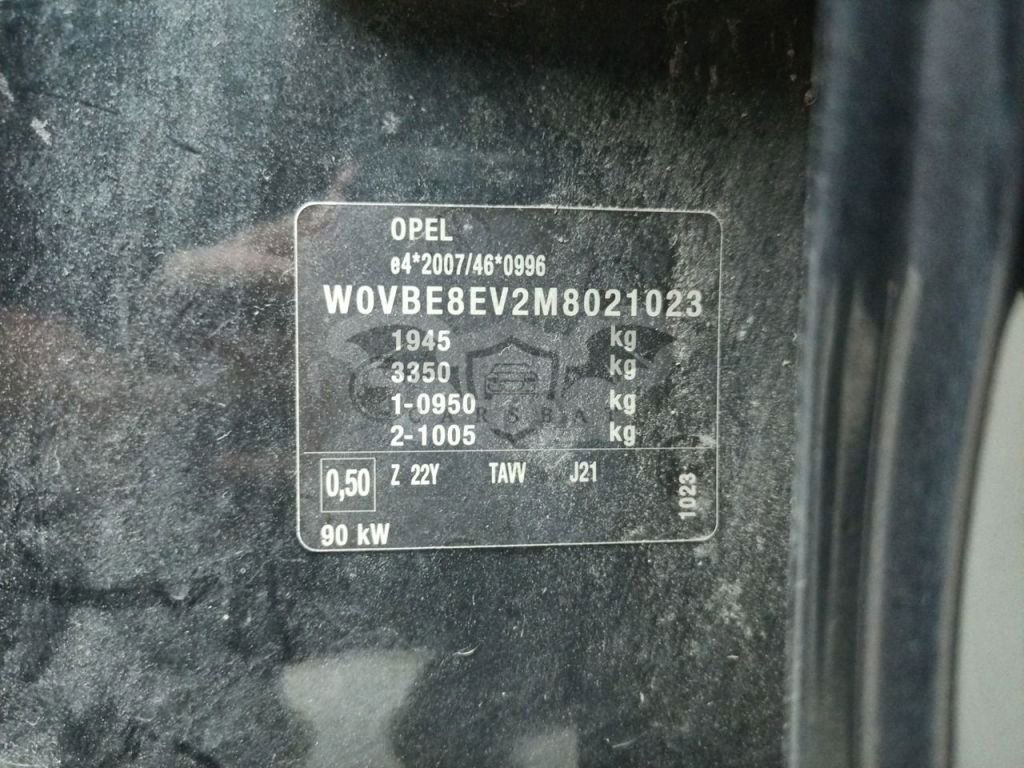 OPEL
e4*2007/46*0996
W0VBE8EV2M8021023
1945 kg
3350 kg
1-0950 kg
2-1005 kg
0,50 Z 22Y TAVV J21
1023
90 kW
CARSBAT